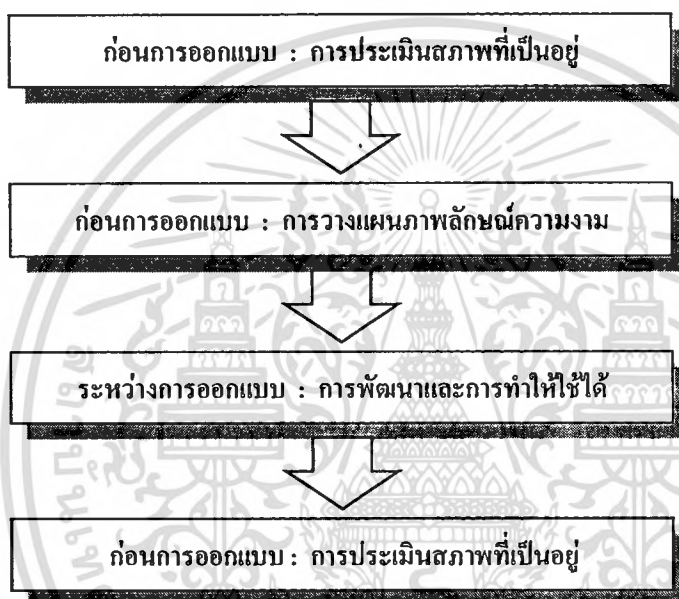 ก่อนการออกแบบ : การประเมินสภาพที่เป็นอยู่
ก่อนการออกแบบ : การวางแผนภาพลักษณ์ความงาม
ระหว่างการออกแบบ : การพัฒนาและการทำให้ใช้ได้
ก่อนการออกแบบ : การประเมินสภาพที่เป็นอยู่